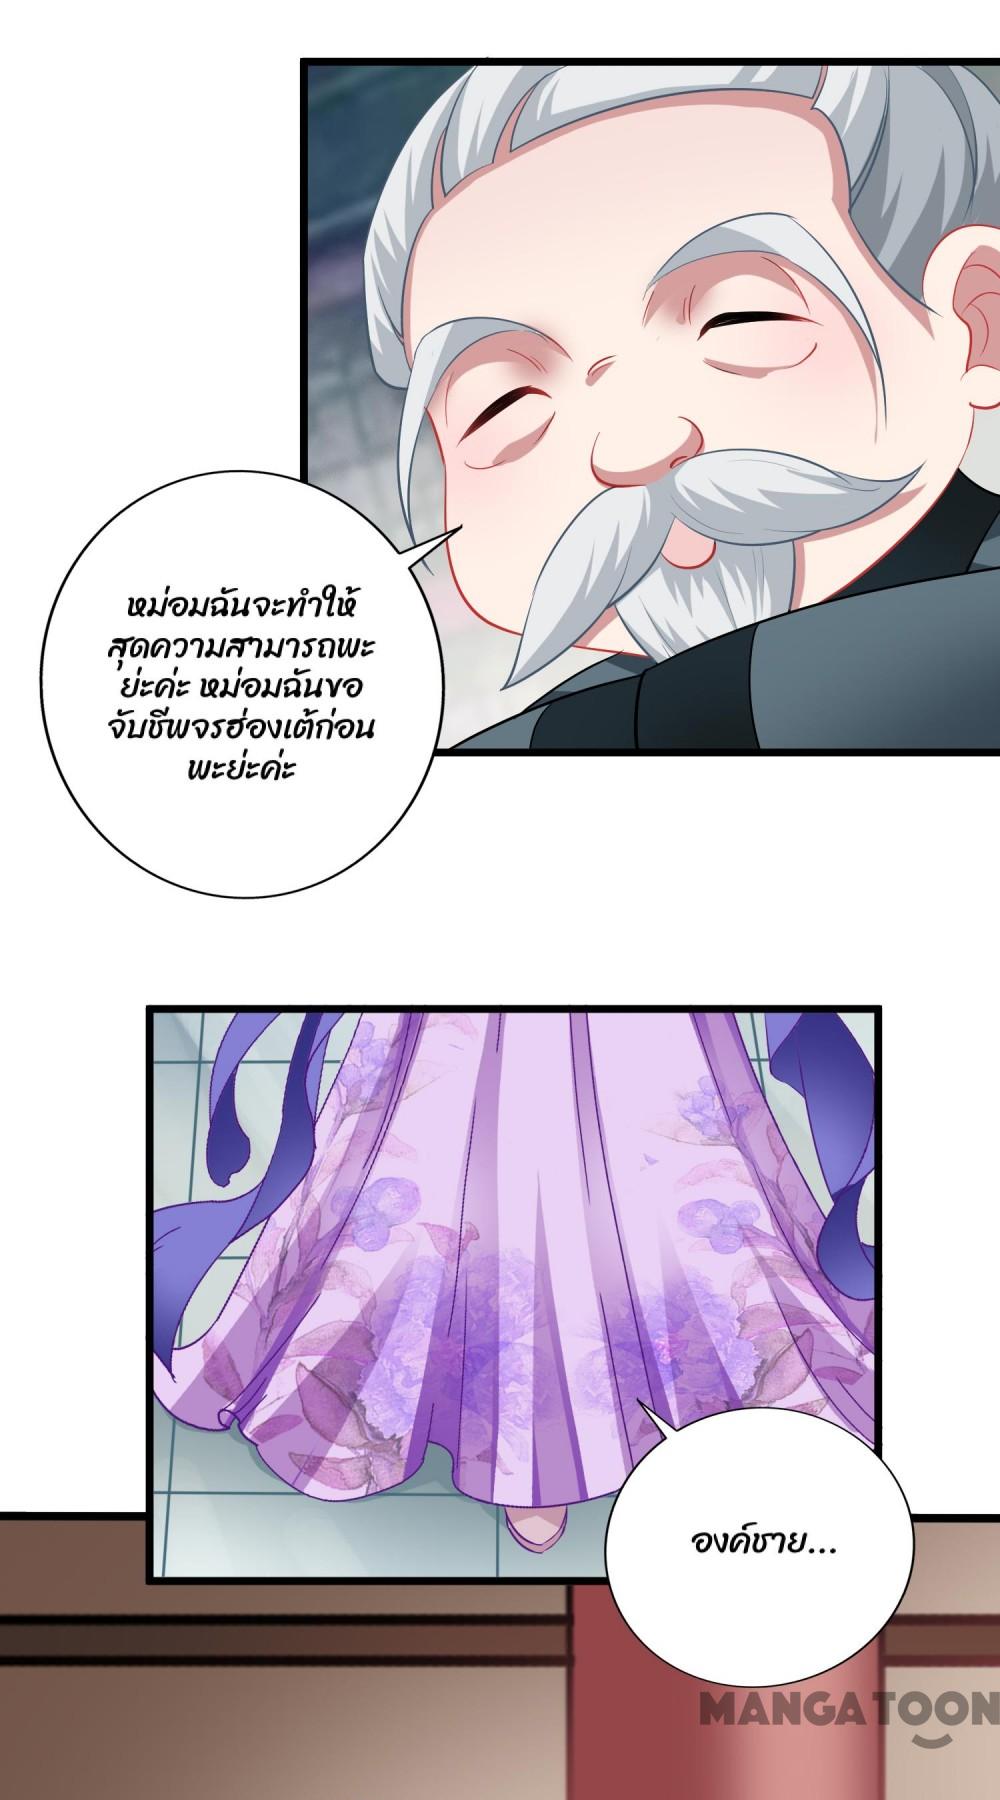 หม่อมฉันจะทำให้
สุดความสามารถพะ
ย่ะค่ะ หม่อมฉันขอ
จับชีพจรฮ่องเต้ก่อน
พะย่ะค่ะ
องค์ชาย...
MANGATOON